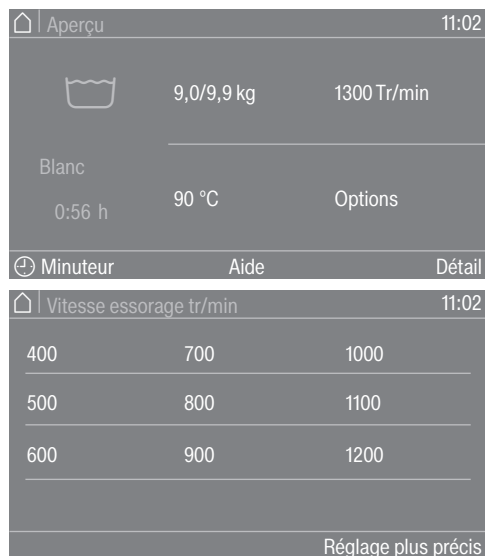 Aperçu 11:02
9,0/9,9 kg 1300 Tr/min
Blanc
0:56 h
90 °C Options
Minuteur Aide Détail
Vitesse essorage tr/min 11:02
400 700 1000
500 800 1100
600 900 1200
Réglage plus précis